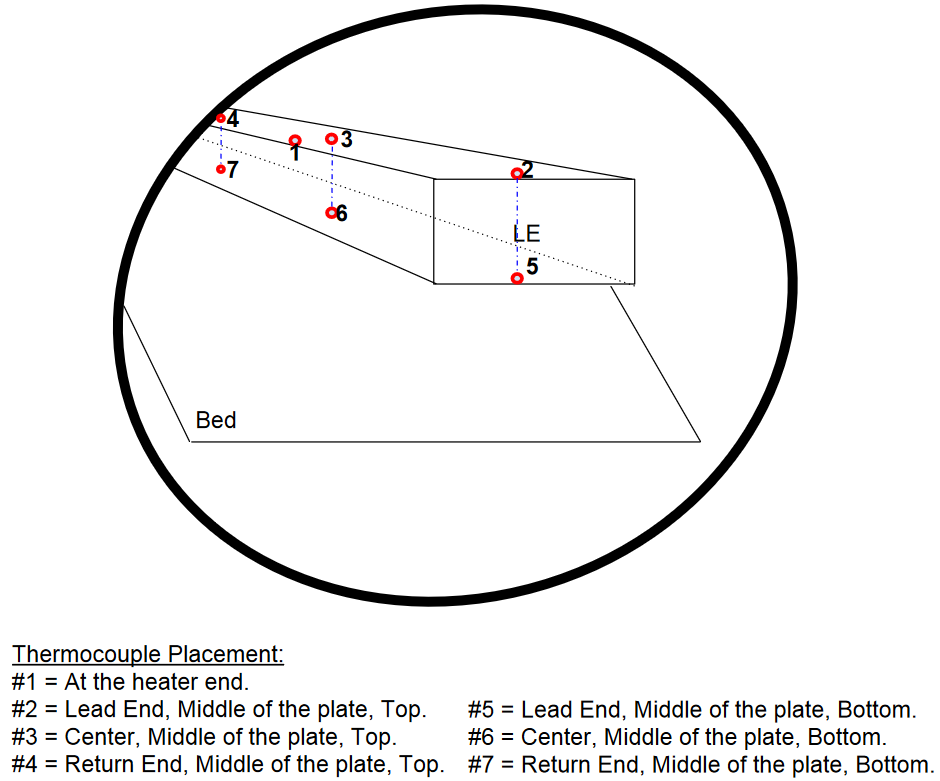 4
3
1
2
7
6
LE
5
Bed
Thermocouple Placement:
#1 = At the heater end.
#2 = Lead End, Middle of the plate, Top.
#5 = Lead End, Middle of the plate, Bottom.
#3 = Center, Middle of the plate, Top.
#6 = Center, Middle of the plate, Bottom.
#4 = Return End, Middle of the plate, Top.
#7 = Return End, Middle of the plate, Bottom.